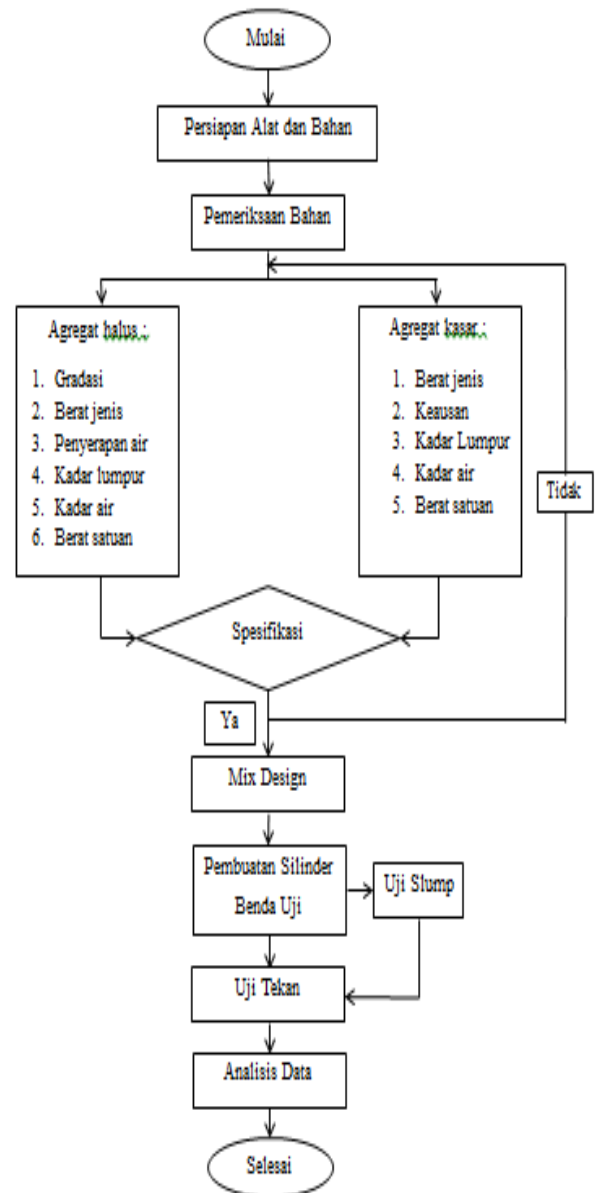 Mulai
Persiapan Alat dan Bahan
Pemeriksaan Bahan
Agregat halus :
1. Gradasi
2. Berat jenis
3. Penyerapan air
4. Kadar lumpur
5. Kadar air
6. Berat satuan
Agregat kasar :
1. Berat jenis
2. Keausan
3. Kadar Lumpur
4. Kadar air
5. Berat satuan
Tidak
Spesifikasi
Ya
Mix Design
Pembuatan Silinder
Benda Uji
Uji Slump
Uji Tekan
Analisis Data
Selesai